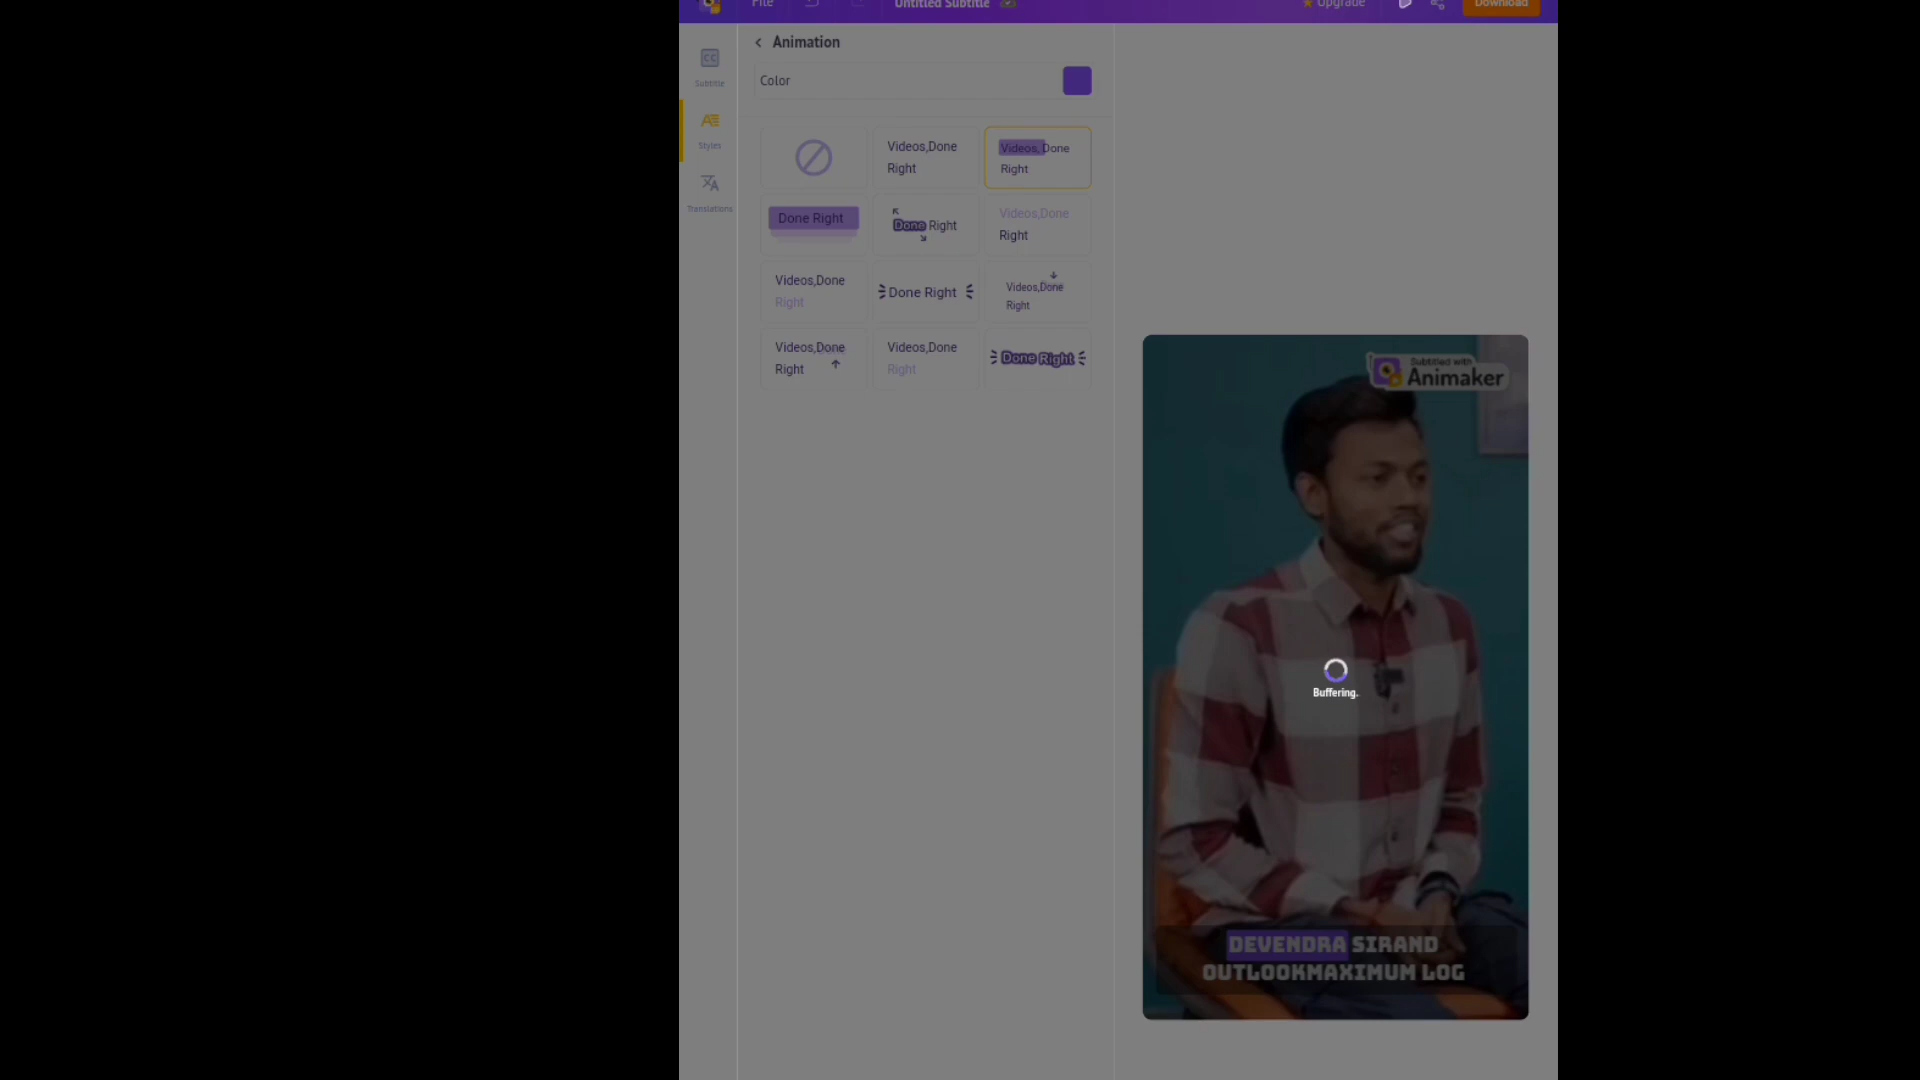 File
Untitled Subtitle
Upgrade
Download
Subtitle
Styles
Translations
Animation
Color
Videos,Done
Right
Videos, Done
Right
Done Right
Done Right
Videos,Done
Right
Videos,Done
Right
Done Right
Videos,Done
Right
Videos,Done
Right
Videos,Done
Right
Done Right
Subtitled with
Animaker
Buffering.
DEVENDRA SIRAND
OUTLOOKMAXIMUM LOG